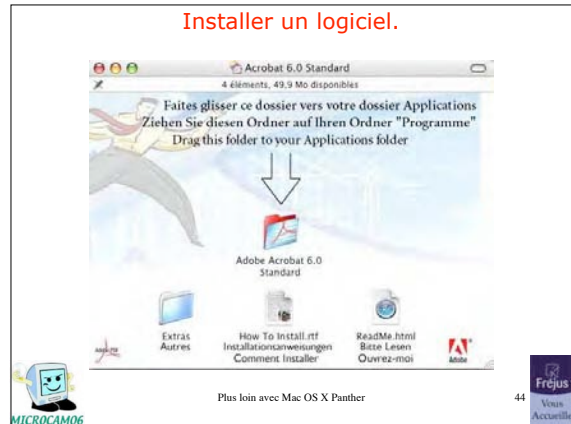 Installer un logiciel.
Acrobat 6.0 Standard
4 éléments, 49,9 Mo disponibles
Faites glisser ce dossier vers votre dossier Applications
Ziehen Sie diesen Ordner auf Ihren Ordner "Programme"
Drag this folder to your Applications folder
Adobe Acrobat 6.0
Standard
Extras
Autres
How To Install.rtf
Installationsanweisungen
Comment Installer
ReadMe.html
Bitte Lesen
Ouvrez-moi
Adobe
MICROCAM06
Plus loin avec Mac OS X Panther
44
Fréjus
Vous
Accueille